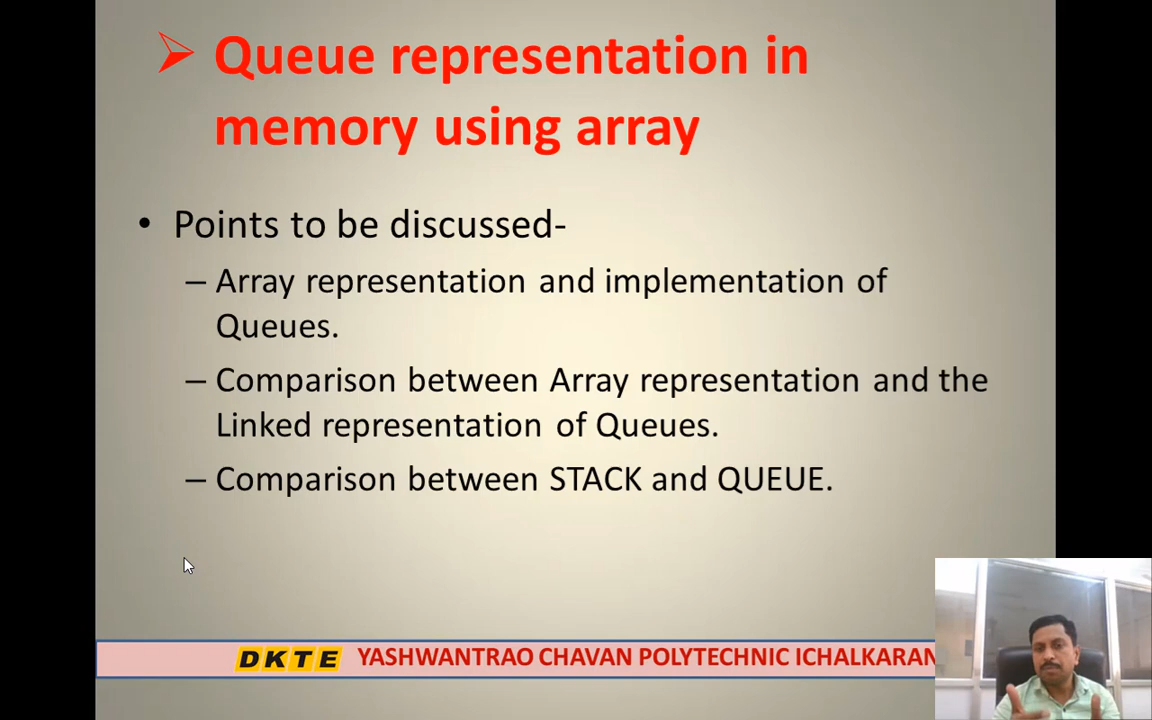 Queue representation in
memory using array
• Points to be discussed-
– Array representation and implementation of
Queues.
– Comparison between Array representation and the
Linked representation of Queues.
– Comparison between STACK and QUEUE.
DKTE YASHWANTRAO CHAVAN POLYTECHNIC ICHALKARAN